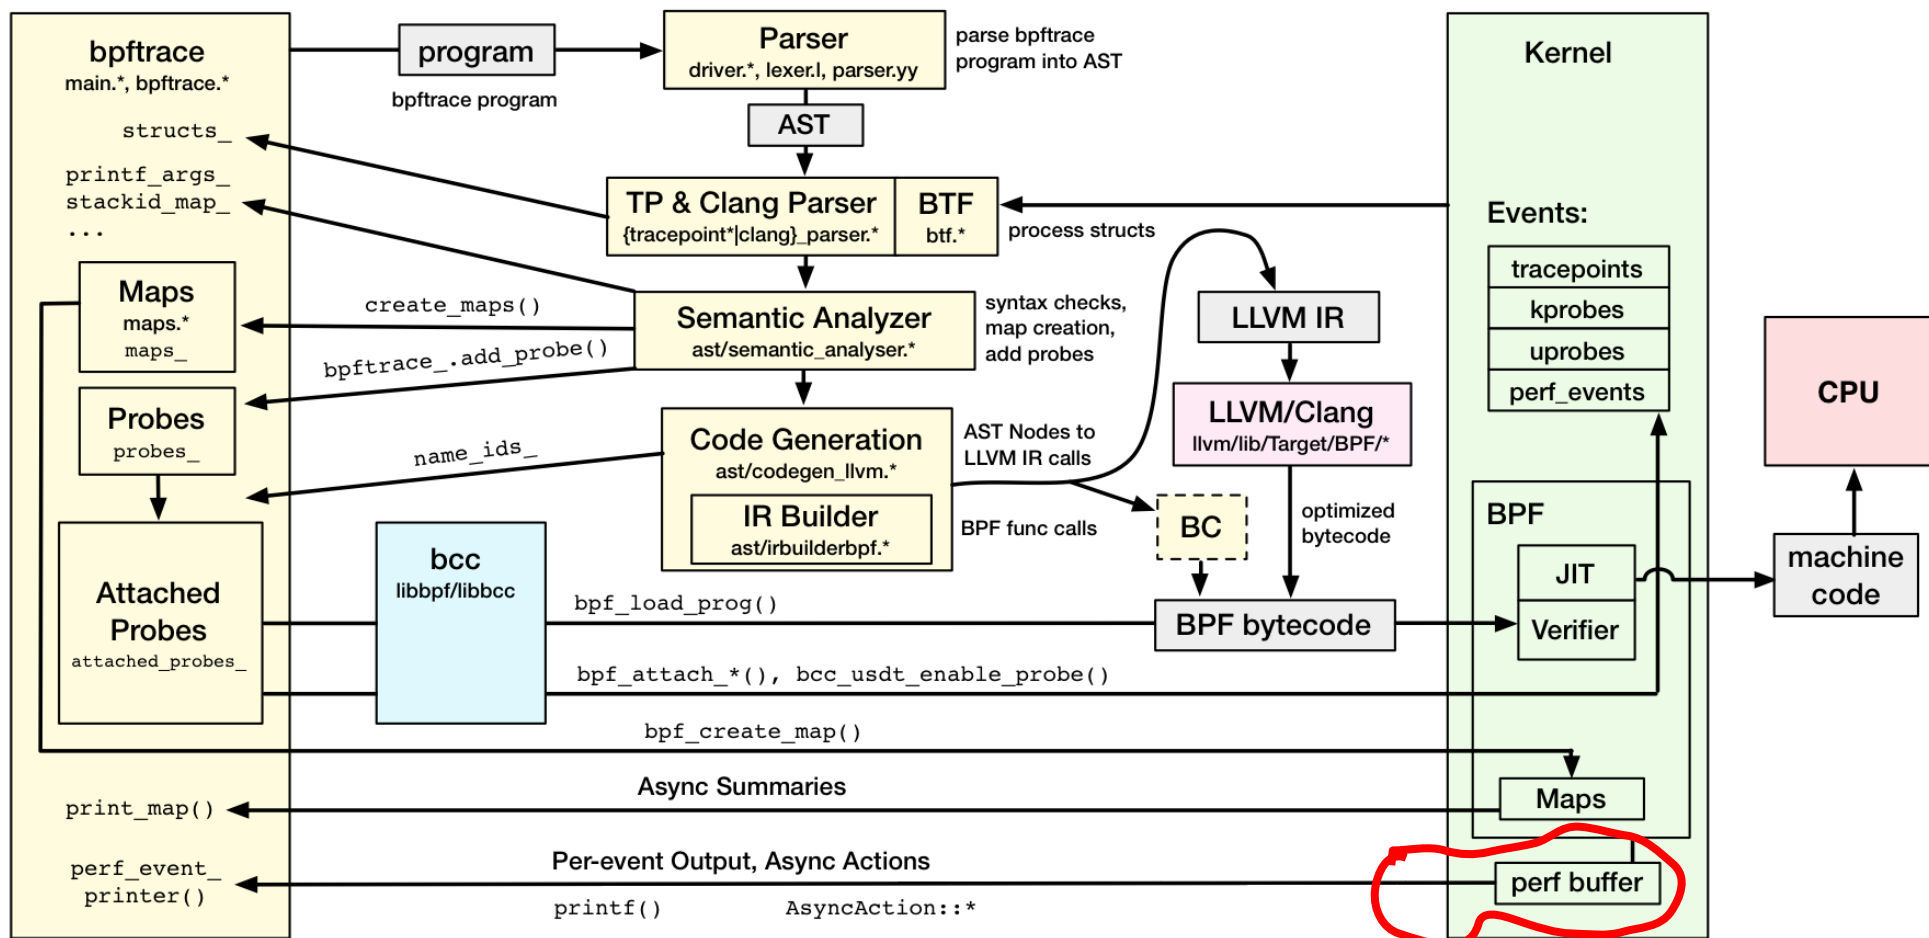 bpftrace
main.*, bpftrace.*
structs_
printf_args_
stackid_map_
...
Maps
maps.*
maps_
Probes
probes_
Attached
Probes
attached_probes_
print_map()
perf_event_
printer()
program
bpftrace program
Parser
driver.*, lexer.l, parser.yy
parse bpftrace
program into AST
AST
TP & Clang Parser
{tracepoint*|clang}_parser.*
BTF
btf.*
process structs
create_maps()
bpftrace_.add_probe()
name_ids_
Semantic Analyzer
ast/semantic_analyser.*
syntax checks,
map creation,
add probes
Code Generation
ast/codegen_llvm.*
IR Builder
ast/irbuilderbpf.*
AST Nodes to
LLVM IR calls
BPF func calls
LLVM IR
LLVM/Clang
llvm/lib/Target/BPF/*
optimized
bytecode
BC
BPF bytecode
bcc
libbpf/libbcc
bpf_load_prog()
bpf_attach_*(), bcc_usdt_enable_probe()
bpf_create_map()
Async Summaries
Per-event Output, Async Actions
printf()
AsyncAction::*
Kernel
Events:
tracepoints
kprobes
uprobes
perf_events
BPF
JIT
Verifier
Maps
perf buffer
CPU
machine
code